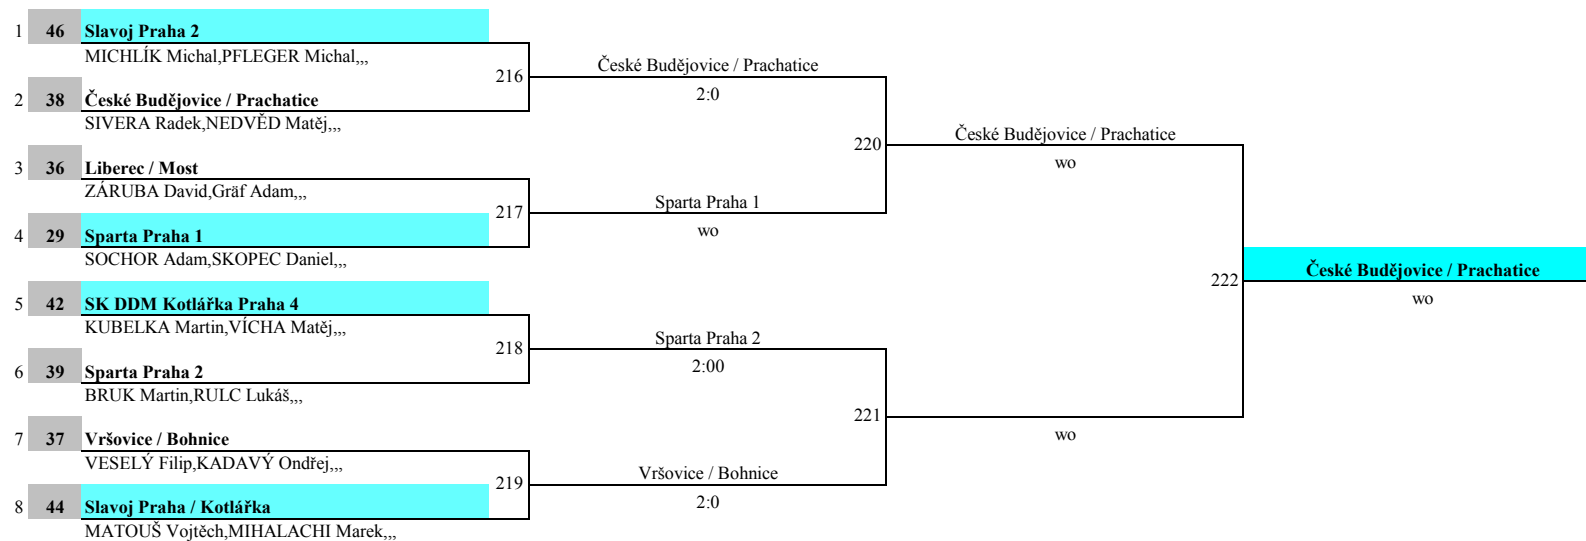 1 46 Slavoj Praha 2
MICHLÍK Michal,PFLEGER Michal,,,
216
České Budějovice / Prachatice
2:0
2 38 České Budějovice / Prachatice
SIVERA Radek,NEDVĚD Matěj,,,
220
České Budějovice / Prachatice
wo
3 36 Liberec / Most
ZÁRUBA David,Gräf Adam,,,
217
Sparta Praha 1
wo
4 29 Sparta Praha 1
SOCHOR Adam,SKOPEC Daniel,,,
222
České Budějovice / Prachatice
wo
5 42 SK DDM Kotlářka Praha 4
KUBELKA Martin,VÍCHA Matěj,,,
218
Sparta Praha 2
2:00
6 39 Sparta Praha 2
BRUK Martin,RULC Lukáš,,,
221
wo
7 37 Vršovice / Bohnice
VESELÝ Filip,KADAVÝ Ondřej,,,
219
Vršovice / Bohnice
2:0
8 44 Slavoj Praha / Kotlářka
MATOUŠ Vojtěch,MIHALACHI Marek,,,